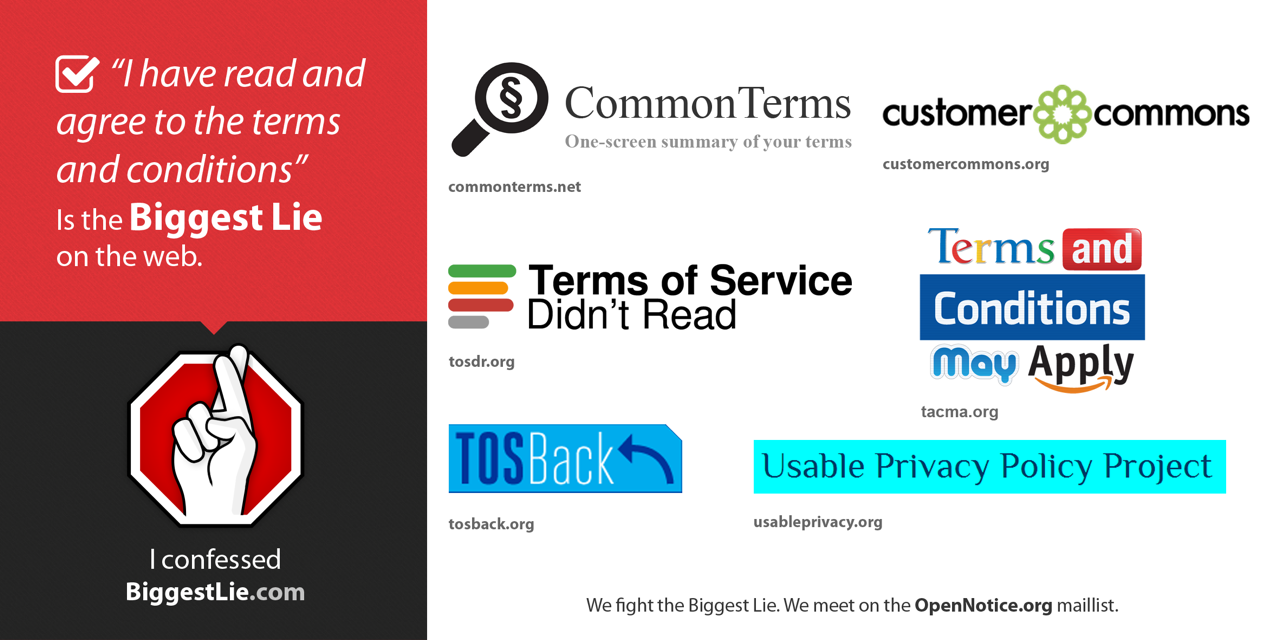 “I have read and
agree to the terms
and conditions”
Is the Biggest Lie
on the web.
I confessed
BiggestLie.com
§
CommonTerms
One-screen summary of your terms
commonterms.net
customer commons
customercommons.org
Terms of Service
Didn’t Read
tosdr.org
Terms and
Conditions
May Apply
tacma.org
TOSBack
tosback.org
Usable Privacy Policy Project
usableprivacy.org
We fight the Biggest Lie. We meet on the OpenNotice.org maillist.